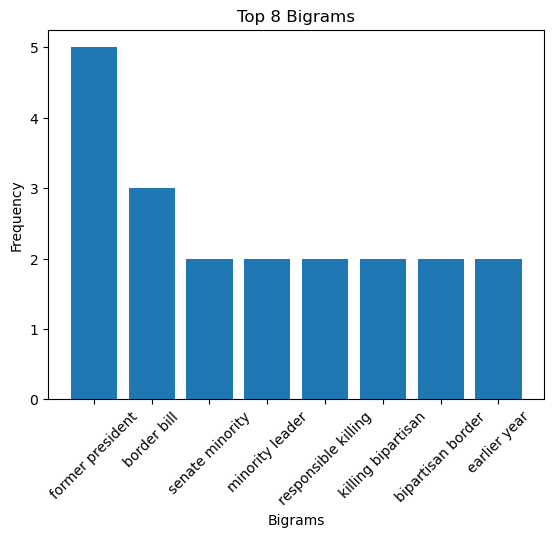 Top 8 Bigrams
Frequency
5
4
3
2
1
0
former president
border bill
senate minority
minority leader
responsible killing
killing bipartisan
bipartisan border
earlier year
Bigrams